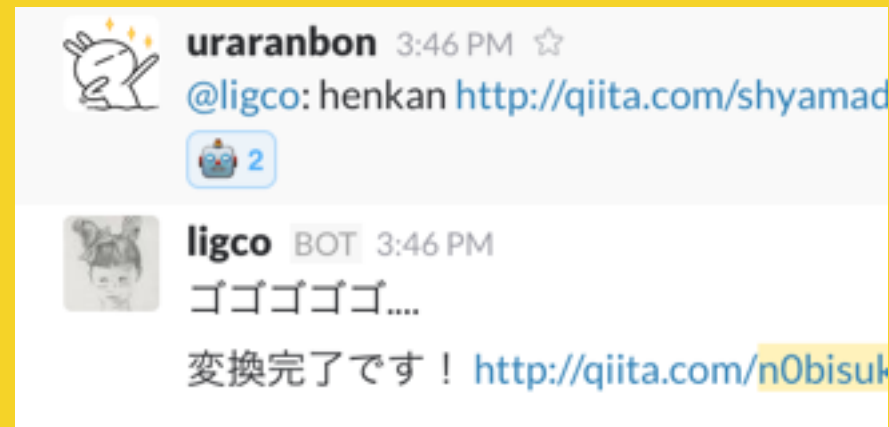 uraranbon 3:46 PM
@ligco: henkan http://qiita.com/shyamad
2
ligco BOT 3:46 PM
ゴゴゴゴゴ....
変換完了です！ http://qiita.com/n0bisuk